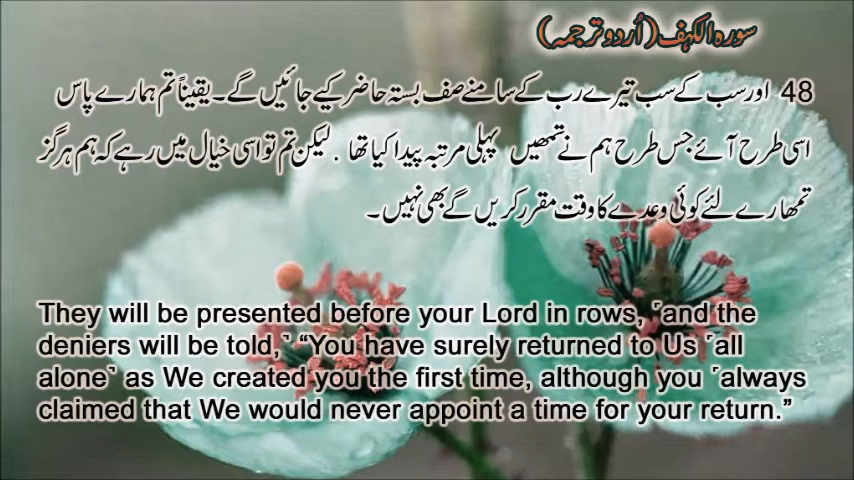 سورہ الکہف (اُردو ترجمہ)
48 اور سب کے سب تیرے رب کے سامنے صف بستہ حاضر کیے جائیں گے۔ یقیناً تم ہمارے پاس
اسی طرح آئے جس طرح ہم نے تمھیں پہلی مرتبہ پیدا کیا تھا . لیکن تم تو اسی خیال میں رہے کہ ہم ہرگز
تمھارے لئے کوئی وعدے کا وقت مقرر کریں گے بھی نہیں۔
They will be presented before your Lord in rows, ˹and the
deniers will be told,˺ “You have surely returned to Us ˹all
alone˺ as We created you the first time, although you ˹always
claimed that We would never appoint a time for your return.”